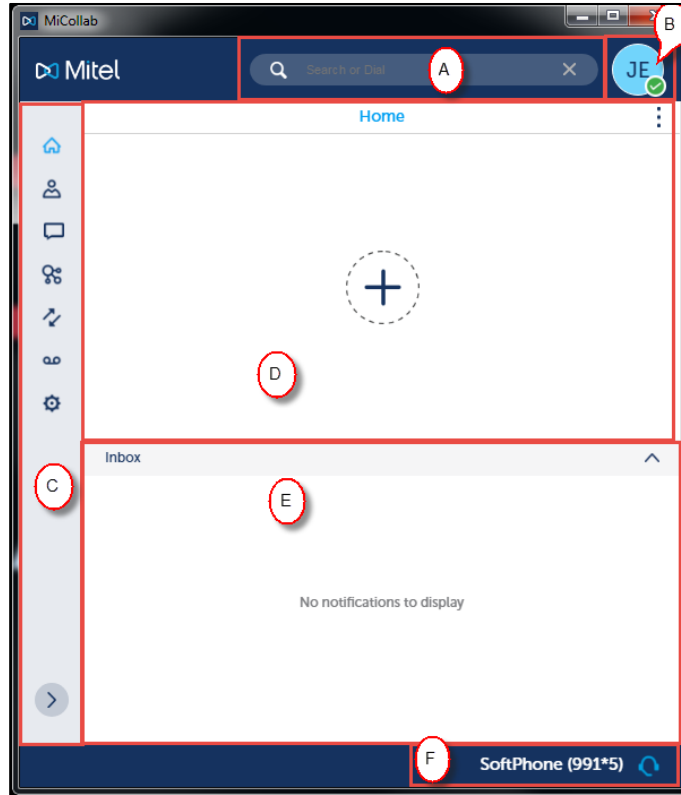 MiCollab
B
Mitel
Search or Dial
A
JE
Home
D
Inbox
C
E
No notifications to display
F
SoftPhone (991*5)